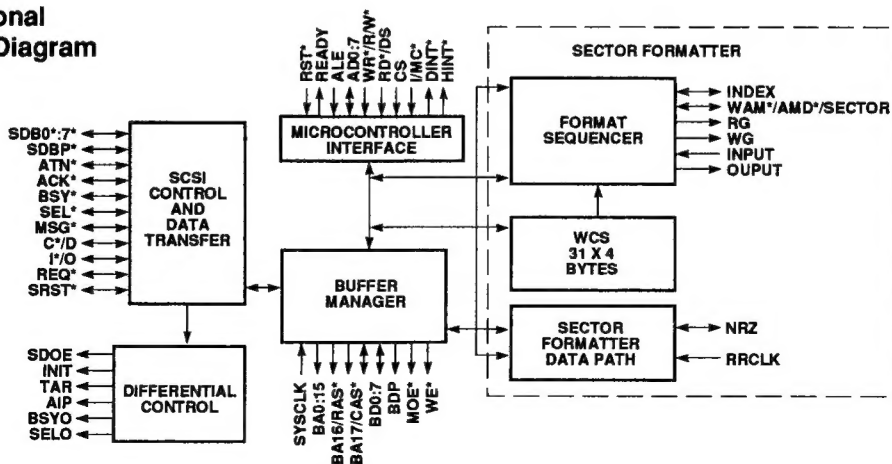 onal
Diagram
SECTOR FORMATTER
RST*
READY
ALE
AD0:7
WR*/R/W*
RD*/DS
CS
I/MC*
DINT*
HINT*
MICROCONTROLLER
INTERFACE
SDB0*:7*
SDBP*
ATN*
ACK*
BSY*
SEL*
MSG*
C*/D
I*/O
REQ*
SRST*
SCSI
CONTROL
AND
DATA
TRANSFER
FORMAT
SEQUENCER
INDEX
WAM*/AMD*/SECTOR
RG
WG
INPUT
OUPUT
WCS
31 X 4
BYTES
BUFFER
MANAGER
SECTOR
FORMATTER
DATA PATH
NRZ
RRCLK
SDOE
INIT
TAR
AIP
BSYO
SELO
DIFFERENTIAL
CONTROL
SYSCLK
BA0:15
BA16/RAS*
BA17/CAS*
BD0:7
BDP
MOE*
WE*